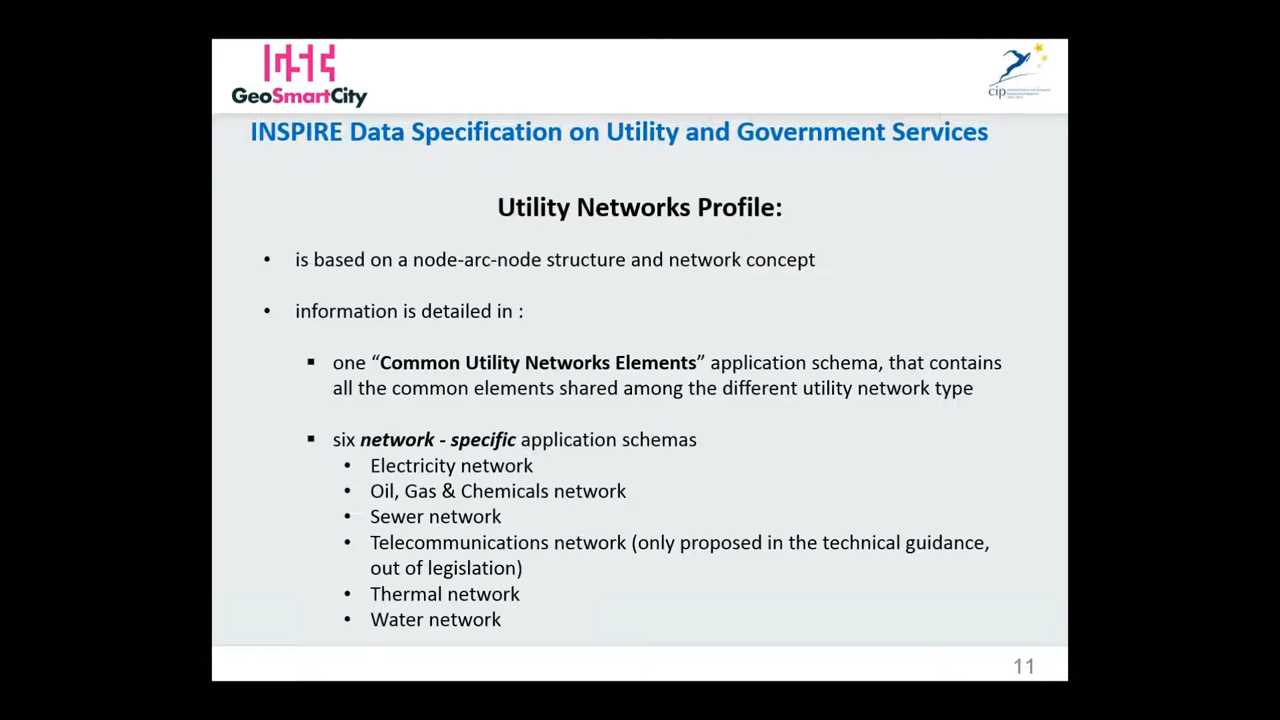 GeoSmartCity
cip
INSPIRE Data Specification on Utility and Government Services
Utility Networks Profile:
• is based on a node-arc-node structure and network concept
• information is detailed in :
▪ one “Common Utility Networks Elements” application schema, that contains
all the common elements shared among the different utility network type
▪ six network - specific application schemas
• Electricity network
• Oil, Gas & Chemicals network
• Sewer network
• Telecommunications network (only proposed in the technical guidance,
out of legislation)
• Thermal network
• Water network
11